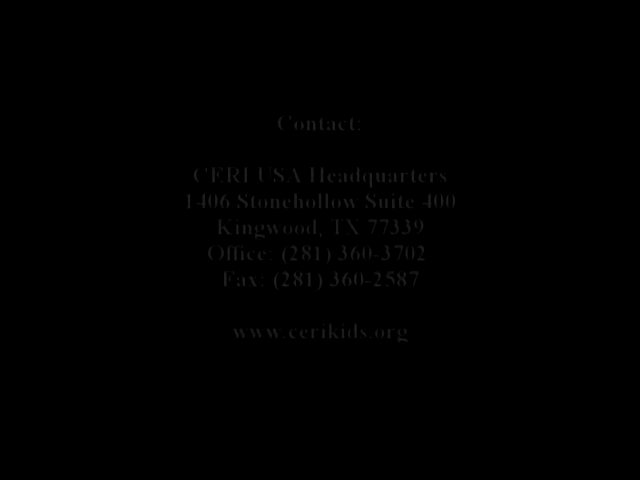 Contact:
CERI USA Headquarters
1406 Stonehollow Suite 400
Kingwood, TX 77339
Office: (281) 360-3702
Fax: (281) 360-2587
www.cerikids.org